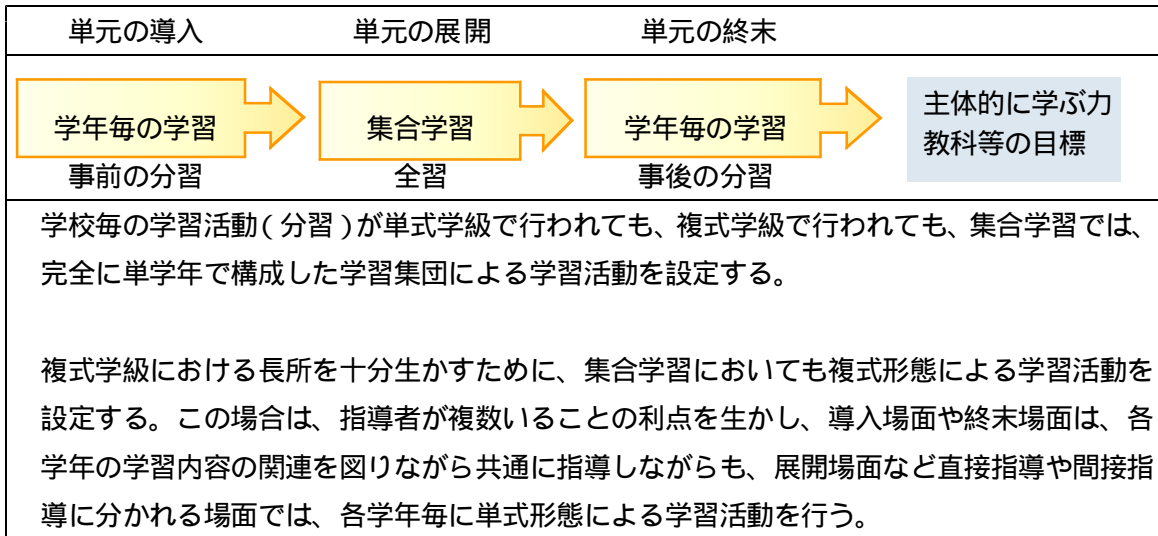 単元の導入 単元の展開 単元の終末
学年毎の学習 集合学習 学年毎の学習 主体的に学ぶ力
教科等の目標
事前の分習 全習 事後の分習
学校毎の学習活動(分習)が単式学級で行われても、複式学級で行われても、集合学習では、
完全に単学年で構成した学習集団による学習活動を設定する。
複式学級における長所を十分生かすために、集合学習においても複式形態による学習活動を
設定する。この場合は、指導者が複数いることの利点を生かし、導入場面や終末場面は、各
学年の学習内容の関連を図りながら共通に指導しながらも、展開場面など直接指導や間接指
導に分かれる場面では、各学年毎に単式形態による学習活動を行う。